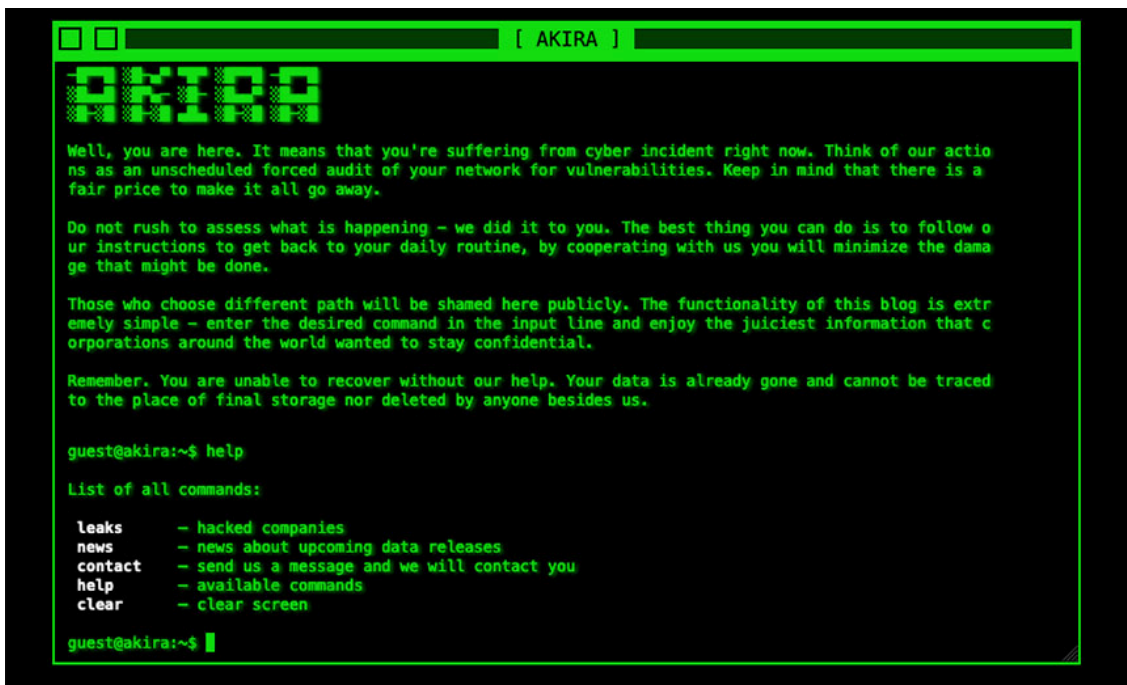 [ AKIRA ]
AKIRA
Well, you are here. It means that you're suffering from cyber incident right now. Think of our actio
ns as an unscheduled forced audit of your network for vulnerabilities. Keep in mind that there is a
fair price to make it all go away.
Do not rush to assess what is happening – we did it to you. The best thing you can do is to follow o
ur instructions to get back to your daily routine, by cooperating with us you will minimize the dama
ge that might be done.
Those who choose different path will be shamed here publicly. The functionality of this blog is extr
emely simple – enter the desired command in the input line and enjoy the juiciest information that c
orporations around the world wanted to stay confidential.
Remember. You are unable to recover without our help. Your data is already gone and cannot be traced
to the place of final storage nor deleted by anyone besides us.
guest@akira:~$ help
List of all commands:
leaks – hacked companies
news – news about upcoming data releases
contact – send us a message and we will contact you
help – available commands
clear – clear screen
guest@akira:~$